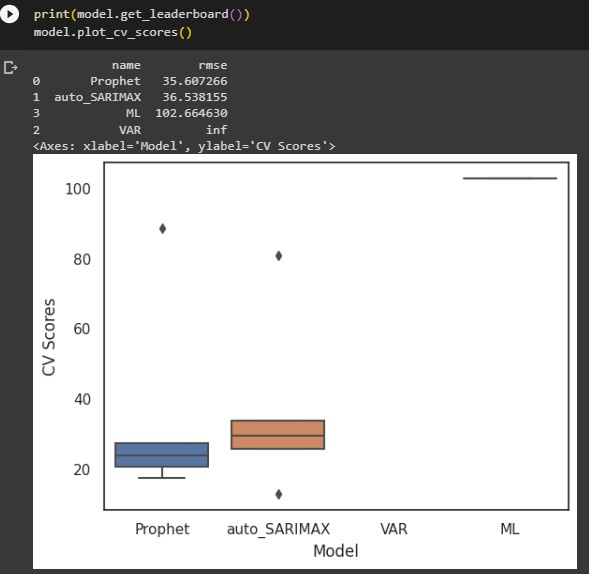 print(model.get_leaderboard())
model.plot_cv_scores()
name rmse
0 Prophet 35.607266
1 auto_SARIMAX 36.538155
3 ML 102.664630
2 VAR inf
<Axes: xlabel='Model', ylabel='CV Scores'>
100
80
60
40
20
CV Scores
Prophet auto_SARIMAX VAR ML
Model